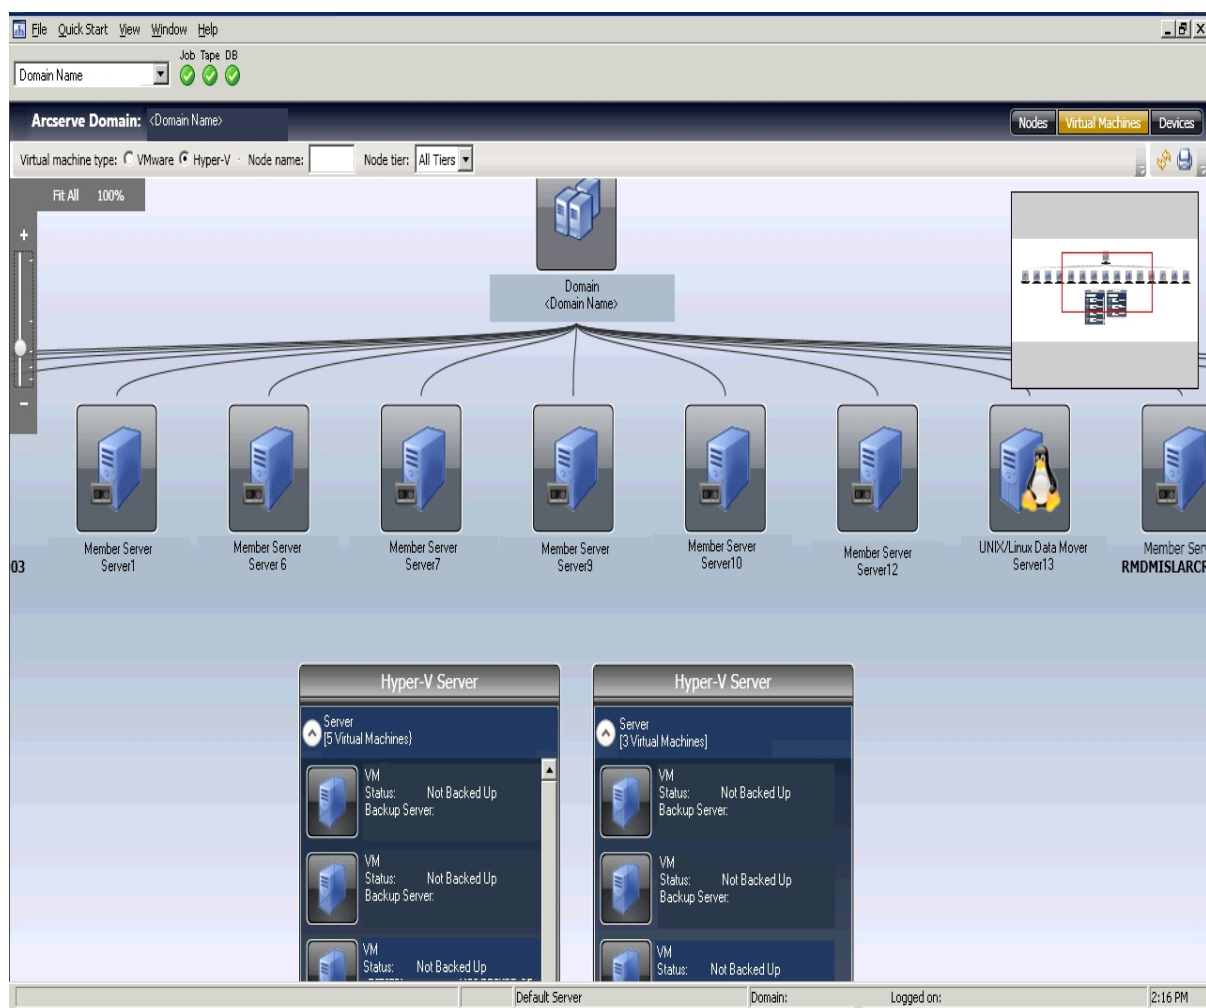 File Quick Start View Window Help
Job Tape DB
Domain Name
Arcserve Domain: <Domain Name>
Nodes Virtual Machines Devices
Virtual machine type: VMware Hyper-V Node name: Node tier: All Tiers
Fit All 100%
Domain
<Domain Name>
Member Server
Server1
Member Server
Server 6
Member Server
Server7
Member Server
Server9
Member Server
Server10
Member Server
Server12
UNIX/Linux Data Mover
Server13
Member Ser
RMDMISLARCR
03
Hyper-V Server
Server
[5 Virtual Machines}
VM
Status: Not Backed Up
Backup Server:
VM
Status: Not Backed Up
Backup Server:
VM
Status: Not Backed Up
Hyper-V Server
Server
[3 Virtual Machines]
VM
Status: Not Backed Up
Backup Server:
VM
Status: Not Backed Up
Backup Server:
VM
Status: Not Backed Up
Default Server Domain: Logged on: 2:16 PM